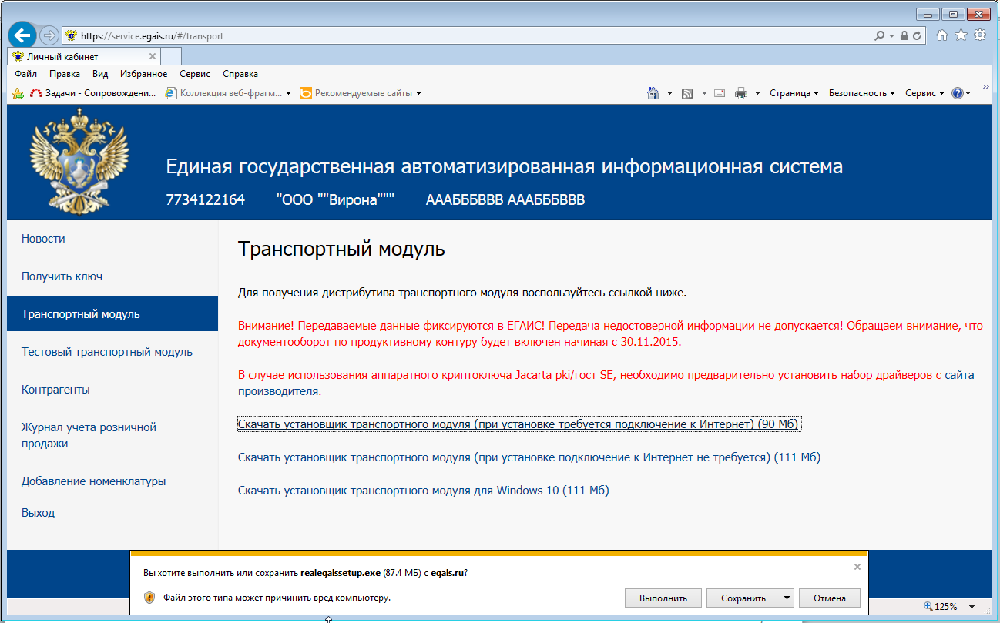 https://service.egais.ru/#/transport
Личный кабинет
Файл Правка Вид Избранное Сервис Справка
Задачи - Сопровождени... Коллекция веб-фрагм... Рекомендуемые сайты Страница Безопасность Сервис
Единая государственная автоматизированная информационная система
7734122164 "ООО ""Вирона""" АААБББВВВ АААБББВВВ
Новости
Получить ключ
Транспортный модуль
Тестовый транспортный модуль
Контрагенты
Журнал учета розничной
продажи
Добавление номенклатуры
Выход
Транспортный модуль
Для получения дистрибутива транспортного модуля воспользуйтесь ссылкой ниже.
Внимание! Передаваемые данные фиксируются в ЕГАИС! Передача недостоверной информации не допускается! Обращаем внимание, что
документооборот по продуктивному контуру будет включен начиная с 30.11.2015.
В случае использования аппаратного криптоключа Jacarta pki/гост SE, необходимо предварительно установить набор драйверов с сайта
производителя.
Скачать установщик транспортного модуля (при установке требуется подключение к Интернет) (90 Мб)
Скачать установщик транспортного модуля (при установке подключение к Интернет не требуется) (111 Мб)
Скачать установщик транспортного модуля для Windows 10 (111 Мб)
Вы хотите выполнить или сохранить realegaissetup.exe (87.4 МБ) с egais.ru?
Файл этого типа может причинить вред компьютеру.
Выполнить Сохранить Отмена
125%